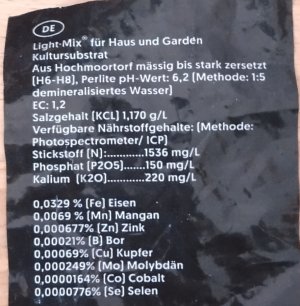 DE
Light-Mix® für Haus und Garden
Kultursubstrat
Aus Hochmoortorf mässig bis stark zersetzt
[H6-H8], Perlite pH-Wert: 6,2 [Methode: 1:5
demineralisiertes Wasser]
EC: 1,2
Salzgehalt [KCL] 1,170 g/L
Verfügbare Nährstoffgehalte: [Methode:
Photospectrometer/ ICP]
Stickstoff [N]:............1536 mg/L
Phosphat [P2O5].......150 mg/L
Kalium [K2O]...........220 mg/L
0,0329 % [Fe] Eisen
0,0069 % [Mn] Mangan
0,000677% [Zn] Zink
0,00021% [B] Bor
0,00069% [Cu] Kupfer
0,000249% [Mo] Molybdän
0,0000164% [Co] Cobalt
0,0000776% [Se] Selen